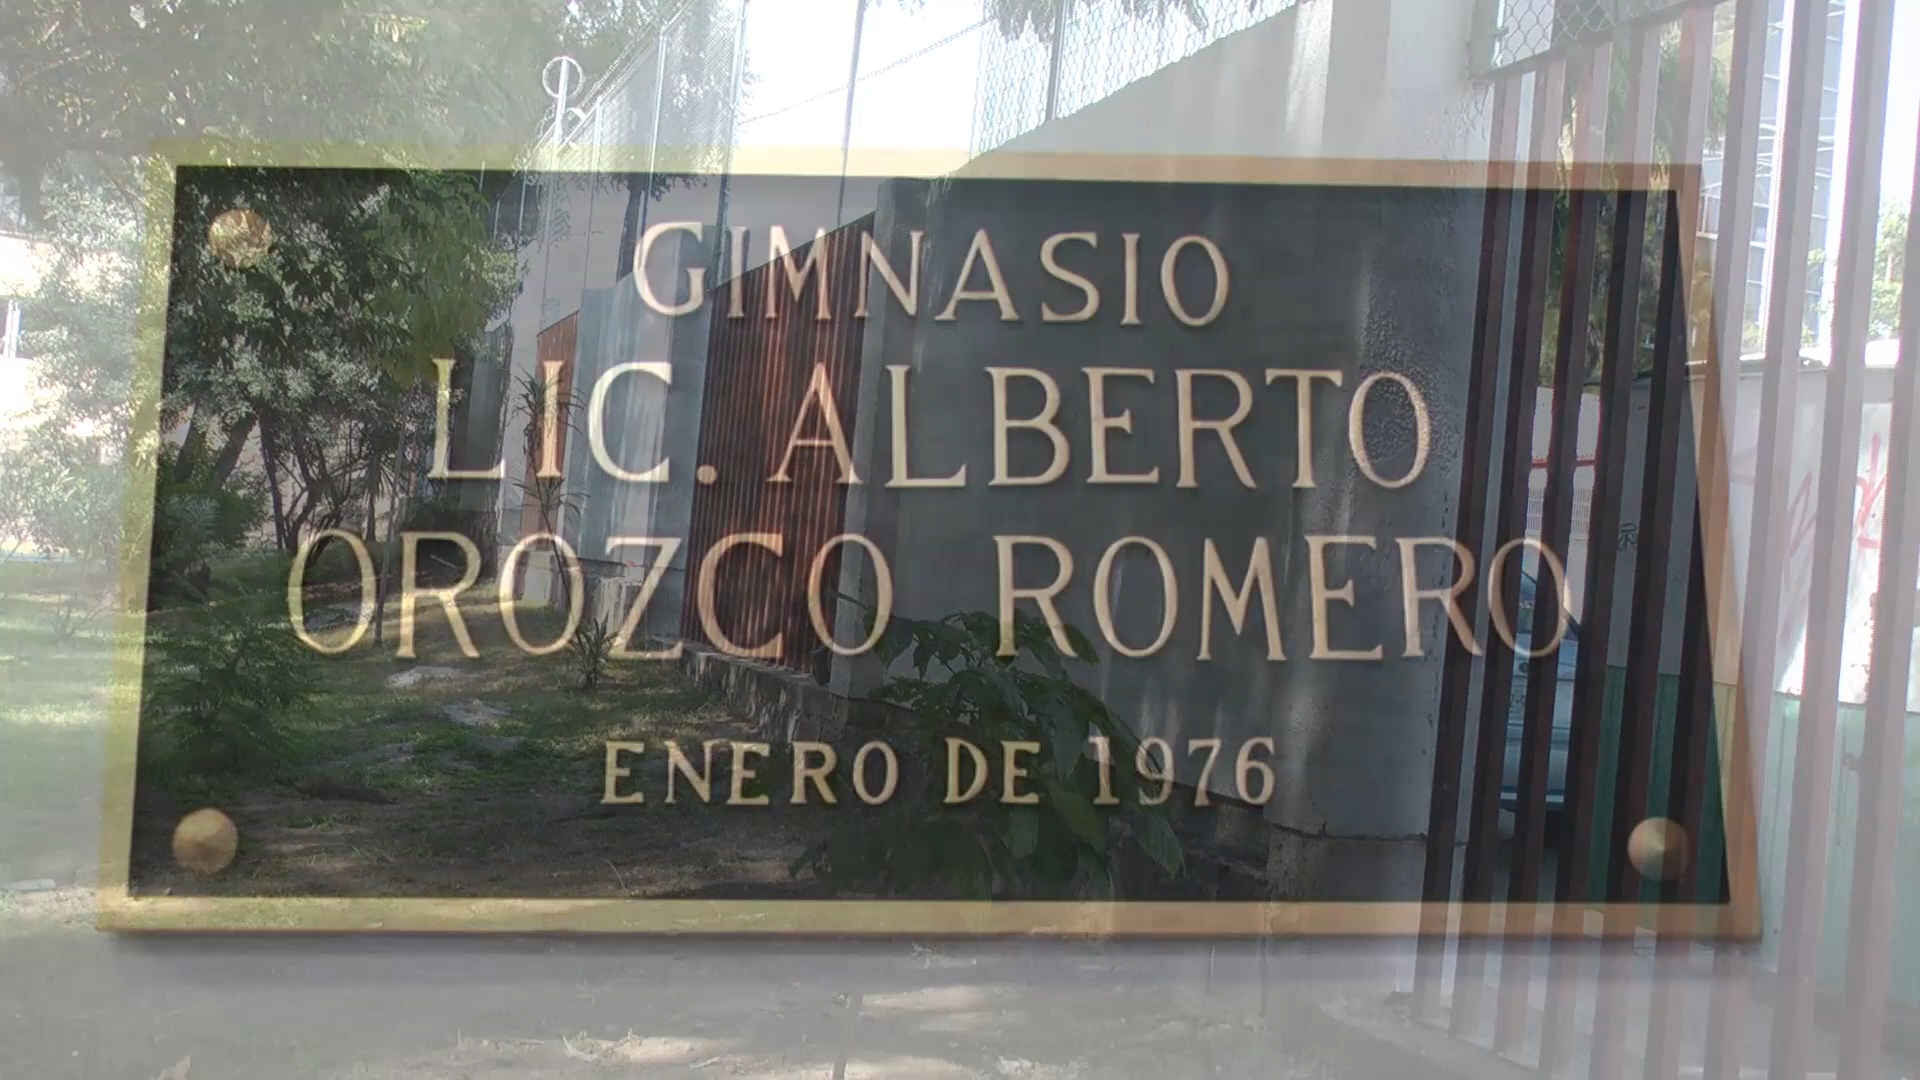 GIMNASIO
LIC. ALBERTO
OROZCO ROMERO
ENERO DE 1976